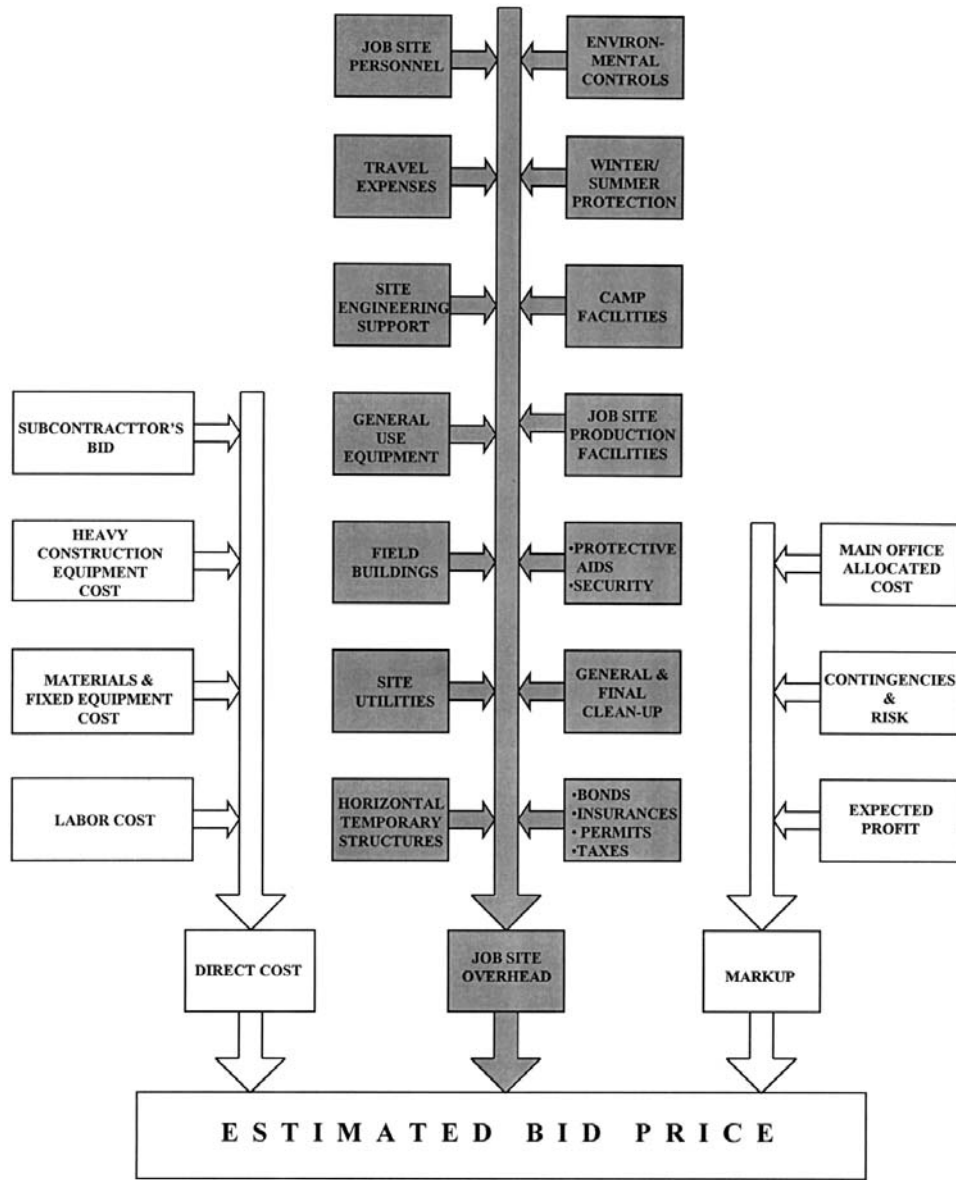 JOB SITE
PERSONNEL
ENVIRON-
MENTAL
CONTROLS
TRAVEL
EXPENSES
WINTER/
SUMMER
PROTECTION
SITE
ENGINEERING
SUPPORT
CAMP
FACILITIES
SUBCONTRACTTOR'S
BID
GENERAL
USE
EQUIPMENT
JOB SITE
PRODUCTION
FACILITIES
HEAVY
CONSTRUCTION
EQUIPMENT
COST
FIELD
BUILDINGS
•PROTECTIVE
AIDS
•SECURITY
MAIN OFFICE
ALLOCATED
COST
MATERIALS &
FIXED EQUIPMENT
COST
SITE
UTILITIES
GENERAL &
FINAL
CLEAN-UP
CONTINGENCIES
&
RISK
LABOR COST
HORIZONTAL
TEMPORARY
STRUCTURES
•BONDS
•INSURANCES
• PERMITS
•TAXES
EXPECTED
PROFIT
DIRECT COST
JOB SITE
OVERHEAD
MARKUP
ESTIMATED BID PRICE